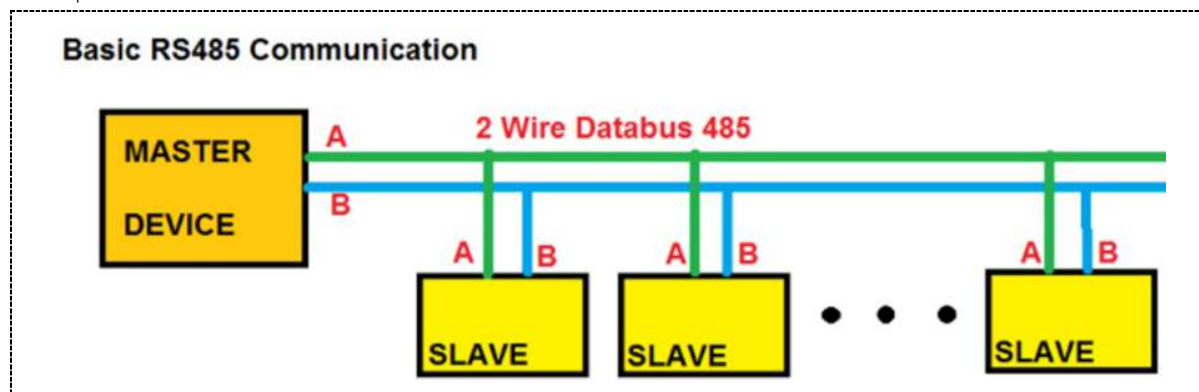 Basic RS485 Communication
2 Wire Databus 485
A
MASTER
B
DEVICE
A B A B A B
SLAVE SLAVE SLAVE